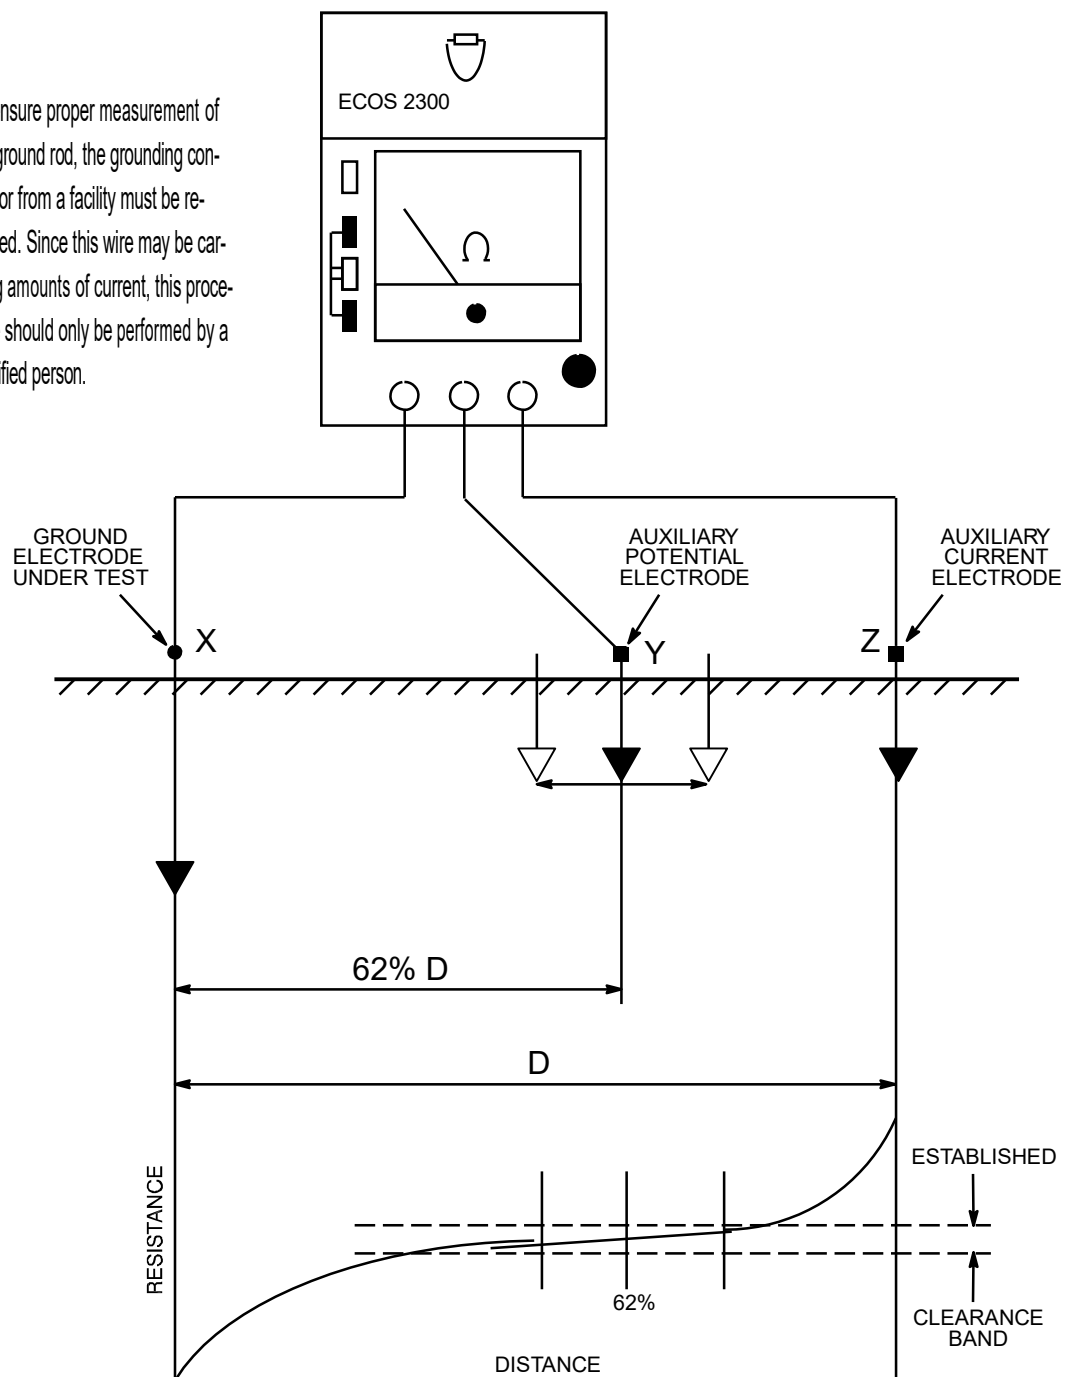 ECOS 2300
nsure proper measurement of
ground rod, the grounding con-
or from a facility must be re-
ed. Since this wire may be car-
g amounts of current, this proce-
should only be performed by a
ified person.
Ω
GROUND
ELECTRODE
UNDER TEST
AUXILIARY
POTENTIAL
ELECTRODE
AUXILIARY
CURRENT
ELECTRODE
X
Y
Z
62% D
D
RESISTANCE
ESTABLISHED
62%
CLEARANCE
BAND
DISTANCE